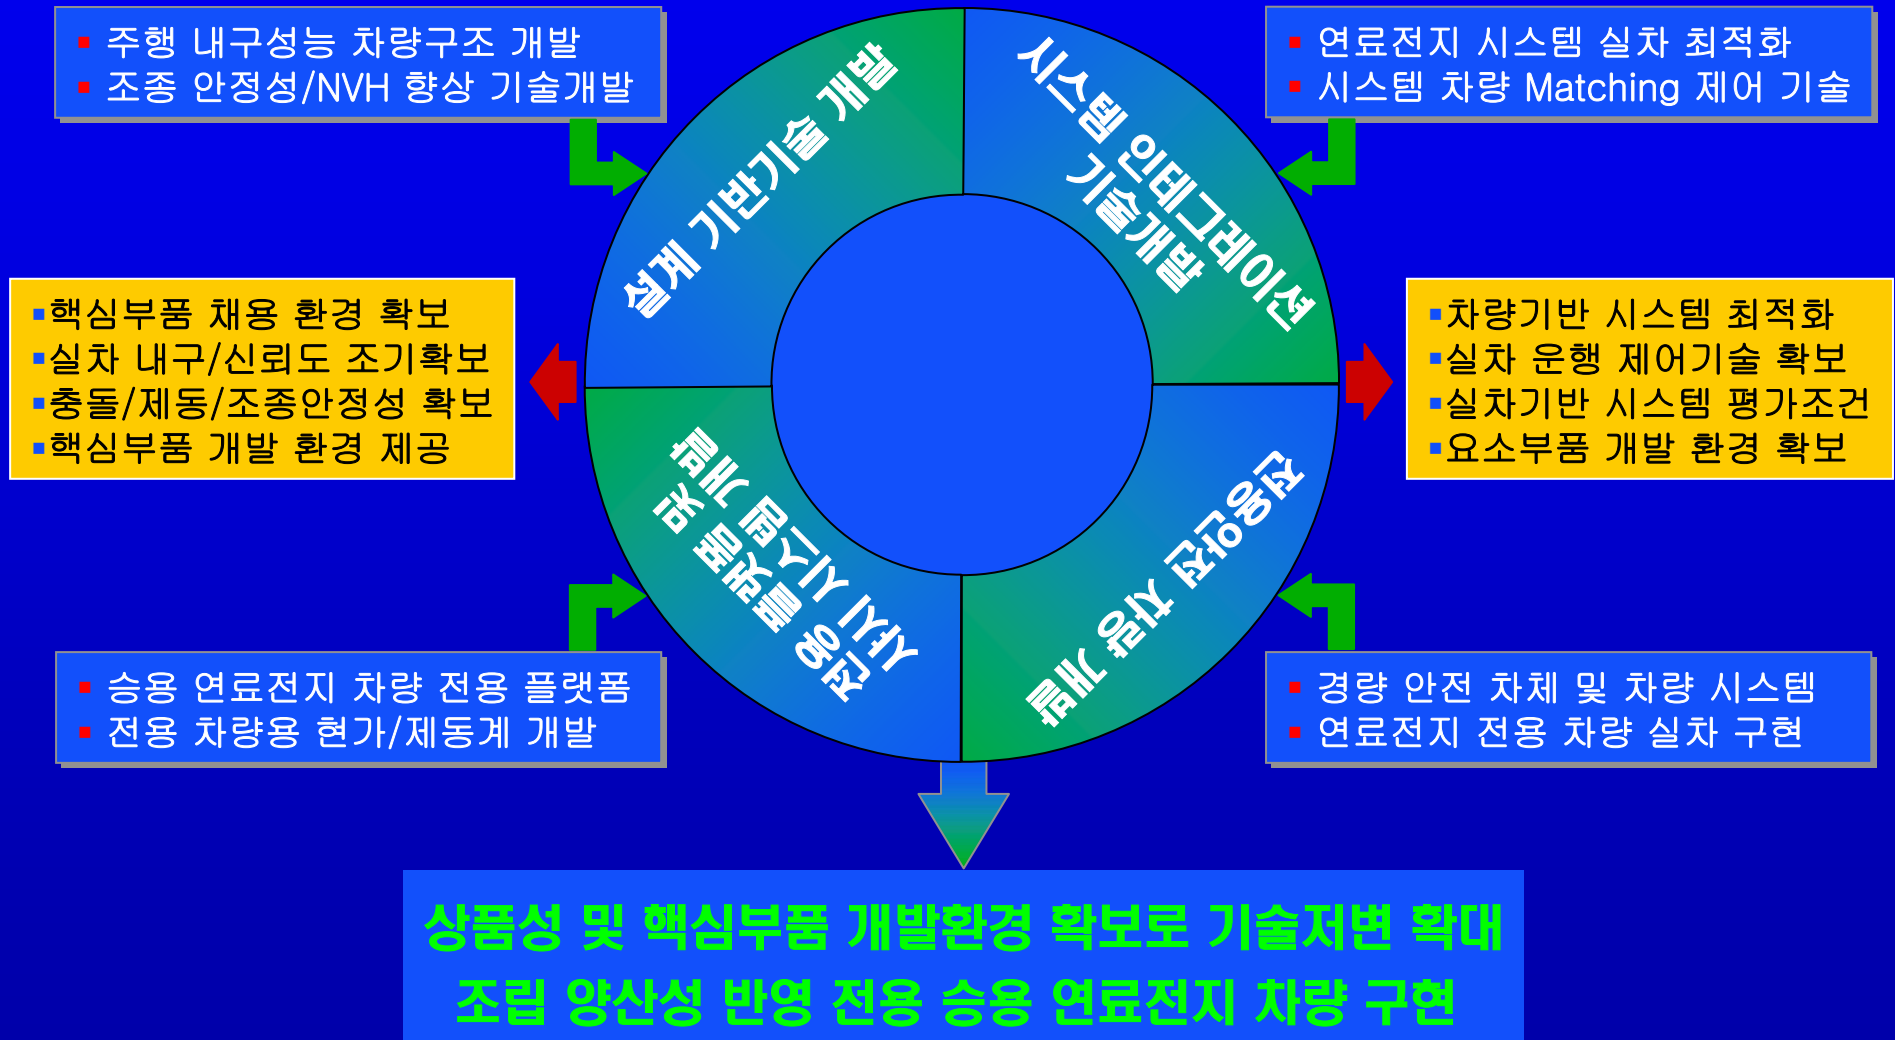 주행 내구성능 차량구조 개발
조종 안정성/NVH 향상 기술개발
연료전지 시스템 실차 최적화
시스템 차량 Matching 제어 기술
설계 기반기술 개발
시스템 인테그레이션
기술개발
핵심부품 채용 환경 확보
실차 내구/신뢰도 조기확보
충돌/제동/조종안정성 확보
핵심부품 개발 환경 제공
차량기반 시스템 최적화
실차 운행 제어기술 확보
실차기반 시스템 평가조건
요소부품 개발 환경 확보
전용 플랫폼 및
샤시 시스템 개발
전용안전 차량 개발
승용 연료전지 차량 전용 플랫폼
전용 차량용 현가/제동계 개발
경량 안전 차체 및 차량 시스템
연료전지 전용 차량 실차 구현
상품성 및 핵심부품 개발환경 확보로 기술저변 확대
조립 양산성 반영 전용 승용 연료전지 차량 구현